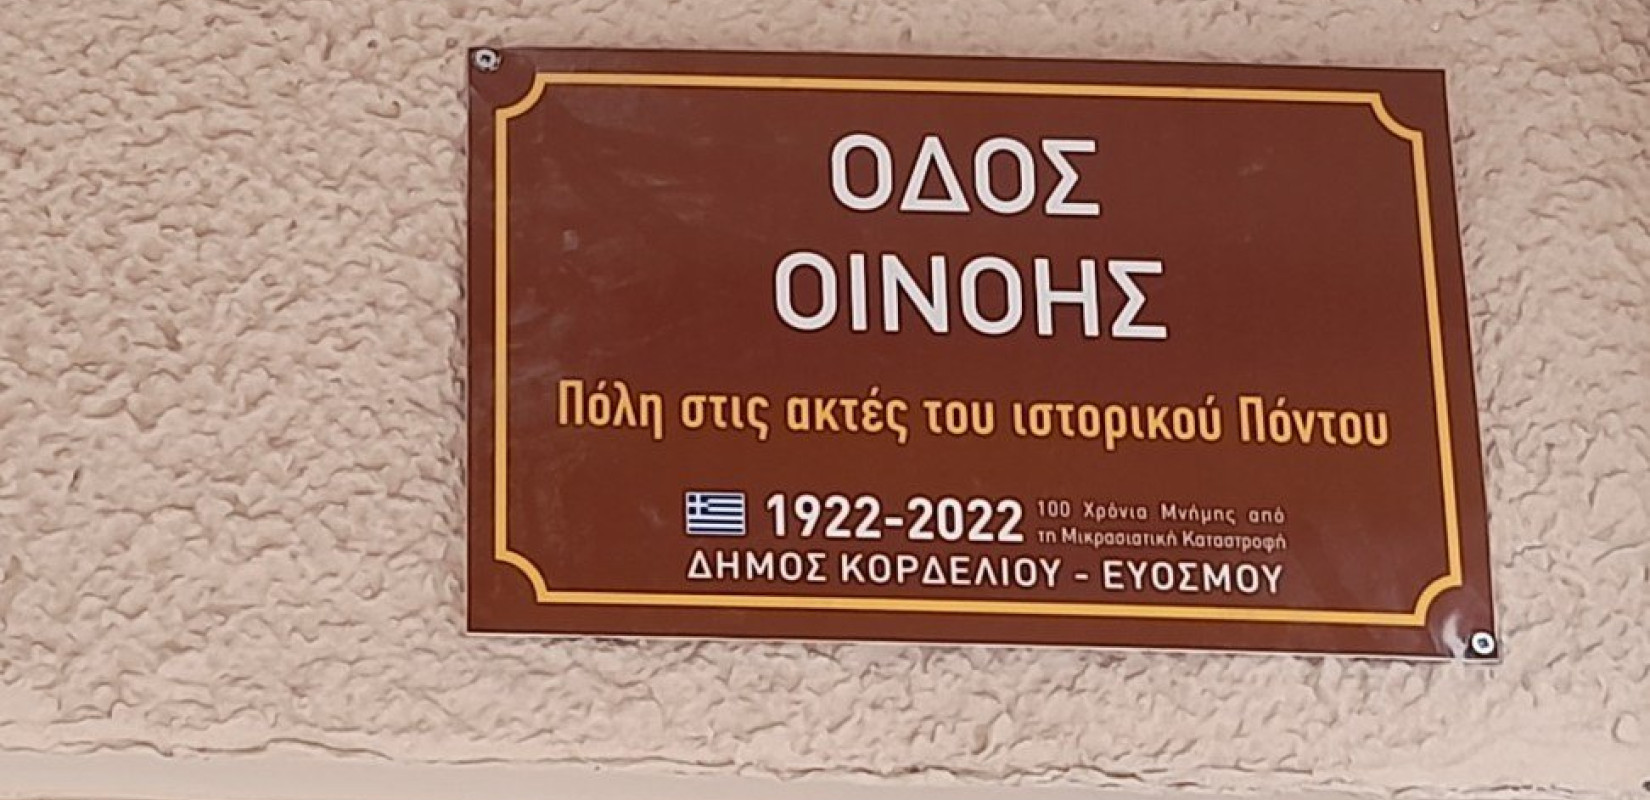 ΟΔΟΣ
ΟΙΝΟΗΣ
Πόλη στις ακτές του ιστορικού Πόντου
1922-2022 100 Χρόνια Μνήμης από
τη Μικρασιατική Καταστροφή
ΔΗΜΟΣ ΚΟΡΔΕΛΙΟΥ - ΕΥΟΣΜΟΥ